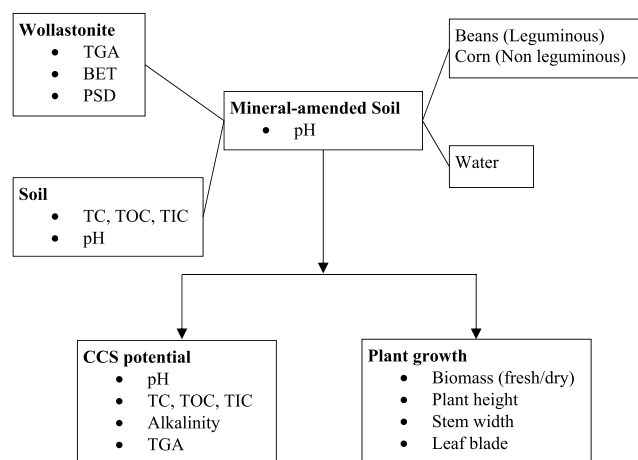 Wollastonite
• TGA
• BET
• PSD
Soil
• TC, TOC, TIC
• pH
Mineral-amended Soil
• pH
Beans (Leguminous)
Corn (Non leguminous)
Water
CCS potential
• pH
• TC, TOC, TIC
• Alkalinity
• TGA
Plant growth
• Biomass (fresh/dry)
• Plant height
• Stem width
• Leaf blade